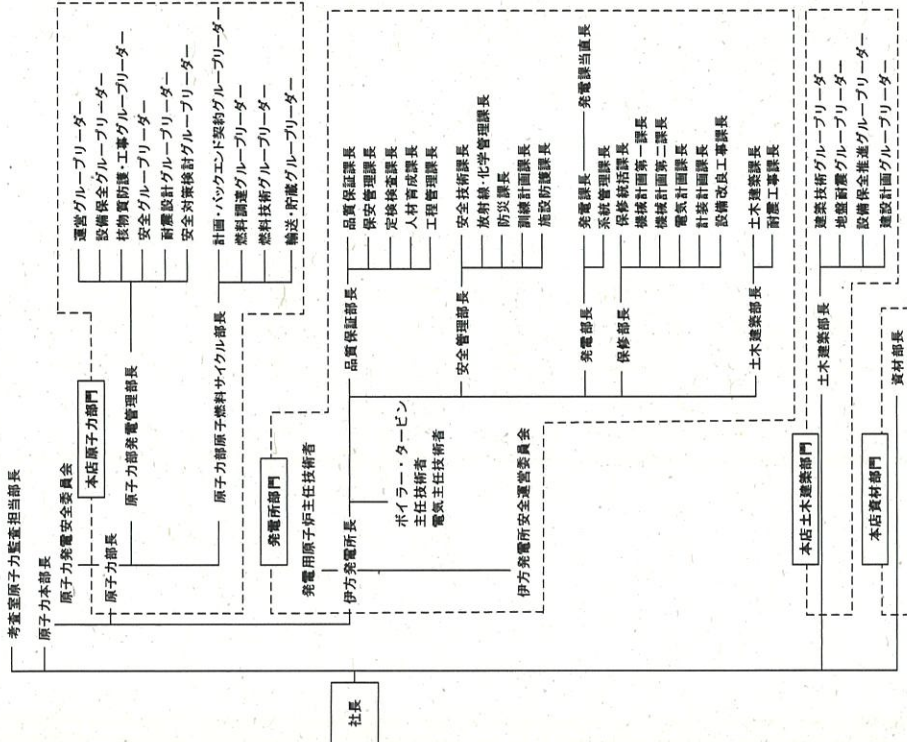 社長
考査室原子力監査担当部長
原子力本部長
原子力発電安全委員会
原子力部長
本店原子力部門
原子力部発電管理部長
運営グループリーダー
設備保全グループリーダー
核物質防護・工事グループリーダー
安全グループリーダー
耐震設計グループリーダー
安全対策検討グループリーダー
原子力部原子燃料サイクル部長
計画・バックエンド契約グループリーダー
燃料調達グループリーダー
燃料技術グループリーダー
輸送・貯蔵グループリーダー
発電所部門
発電用原子炉主任技術者
伊方発電所長
ボイラー・タービン
主任技術者
電気主任技術者
伊方発電所安全運営委員会
品質保証部長
品質保証課長
保安管理課長
定検検査課長
人材育成課長
工程管理課長
安全管理部長
安全技術課長
放射線・化学管理課長
防災課長
訓練計画課長
施設防護課長
発電部長
発電課長
発電課当直長
系統管理課長
保修部長
保修統括課長
機械計画第一課長
機械計画第二課長
電気計画課長
計装計画課長
設備改良工事課長
土木建築部長
土木建築課長
耐震工事課長
本店土木建築部門
土木建築部長
建築技術グループリーダー
地盤耐震グループリーダー
設備保全推進グループリーダー
建設計画グループリーダー
本店資材部門
資材部長